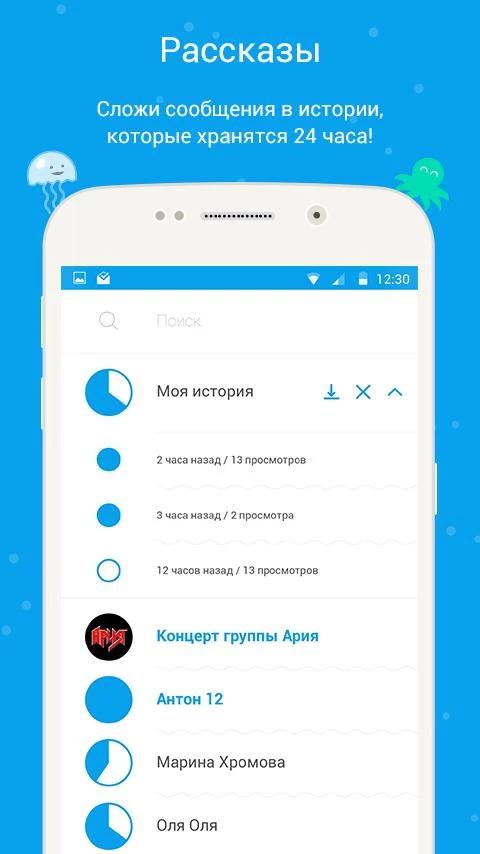 Рассказы
Сложи сообщения в истории,
которые хранятся 24 часа!
12:30
Поиск
Моя история
2 часа назад / 13 просмотров
3 часа назад / 2 просмотра
12 часов назад / 13 просмотров
АРИЯ
Концерт группы Ария
Антон 12
Марина Хромова
Оля Оля